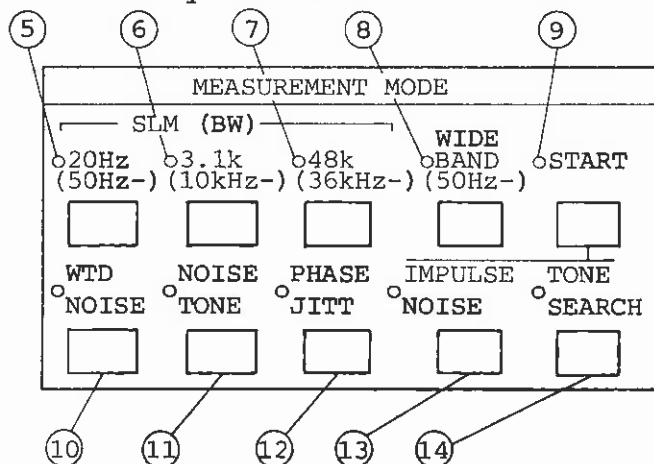 5 6 7 8 9
MEASUREMENT MODE
SLM (BW)
WIDE
20Hz 3.1k 48k BAND START
(50Hz-) (10kHz-) (36kHz-) (50Hz-)
WTD NOISE PHASE IMPULSE TONE
NOISE TONE JITT NOISE SEARCH
10 11 12 13 14